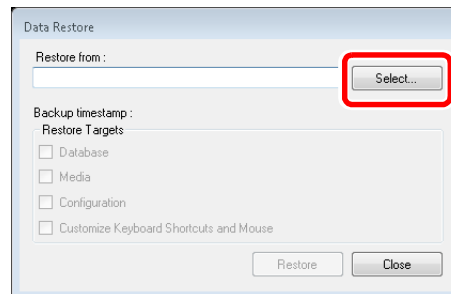 Data Restore
Restore from :
Select...
Backup timestamp :
Restore Targets
Database
Media
Configuration
Customize Keyboard Shortcuts and Mouse
Restore Close